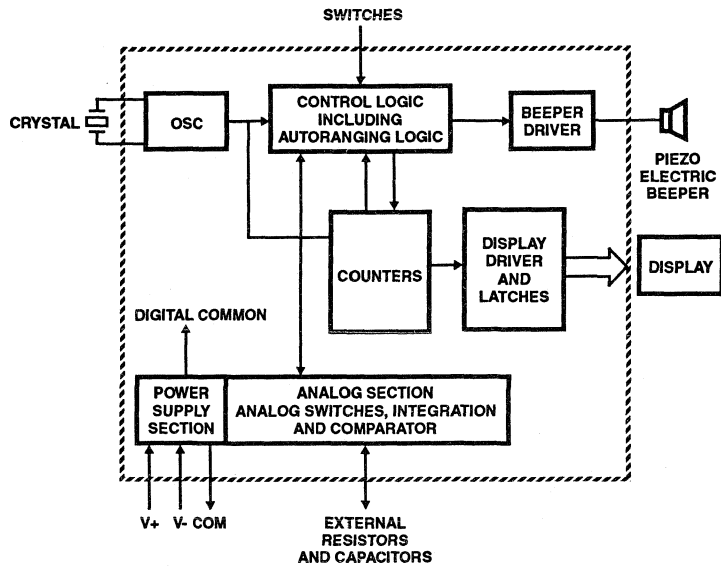 SWITCHES
CRYSTAL
OSC
CONTROL LOGIC
INCLUDING
AUTORANGING LOGIC
BEEPER
DRIVER
PIEZO
ELECTRIC
BEEPER
COUNTERS
DISPLAY
DRIVER
AND
LATCHES
DISPLAY
DIGITAL COMMON
POWER
SUPPLY
SECTION
ANALOG SECTION
ANALOG SWITCHES, INTEGRATION
AND COMPARATOR
V+
V-
COM
EXTERNAL
RESISTORS
AND CAPACITORS